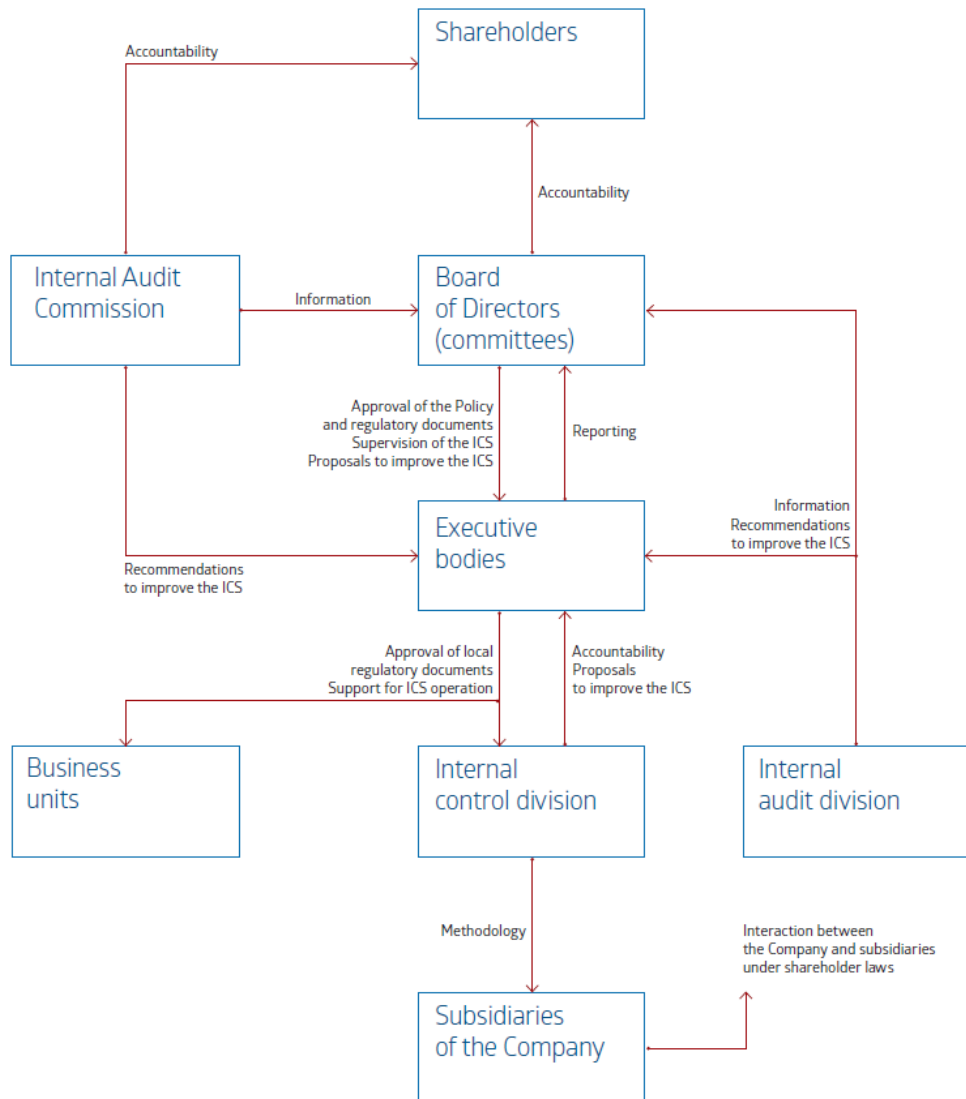 Shareholders
Accountability
Accountability
Internal Audit
Commission
Information
Board
of Directors
(committees)
Approval of the Policy
and regulatory documents
Supervision of the ICS
Proposals to improve the ICS
Reporting
Information
Recommendations
to improve the ICS
Executive
bodies
Recommendations
to improve the ICS
Approval of local
regulatory documents
Support for ICS operation
Accountability
Proposals
to improve the ICS
Business
units
Internal
control division
Internal
audit division
Methodology
Interaction between
the Company and subsidiaries
under shareholder laws
Subsidiaries
of the Company